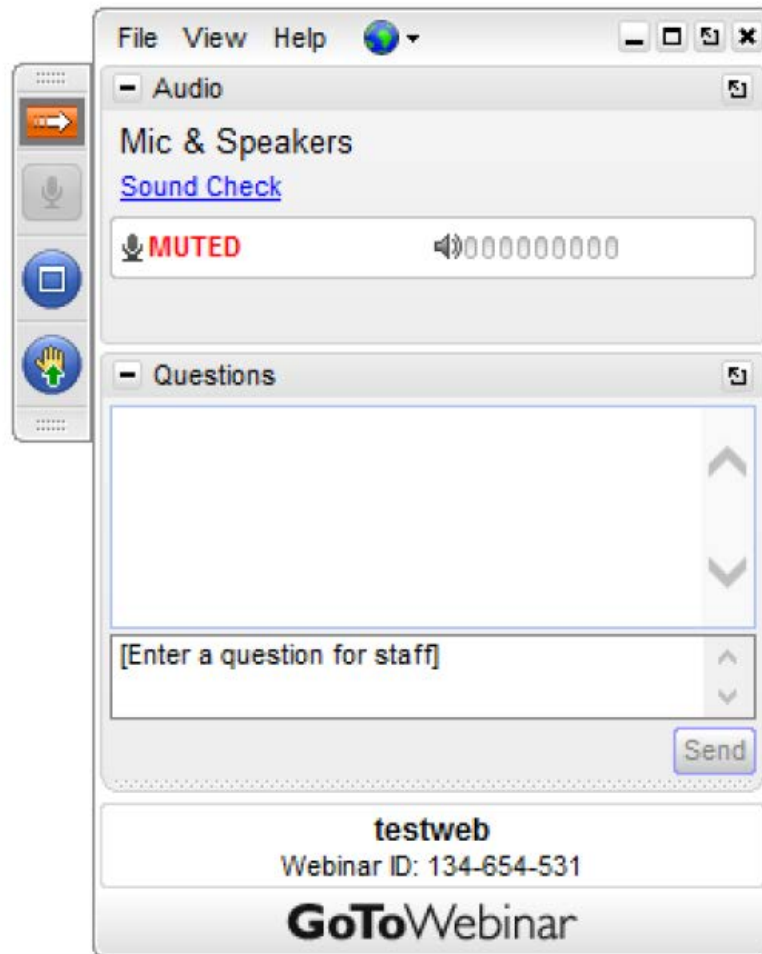 File View Help
Audio
Mic & Speakers
Sound Check
MUTED
Questions
[Enter a question for staff]
Send
testweb
Webinar ID: 134-654-531
GoToWebinar